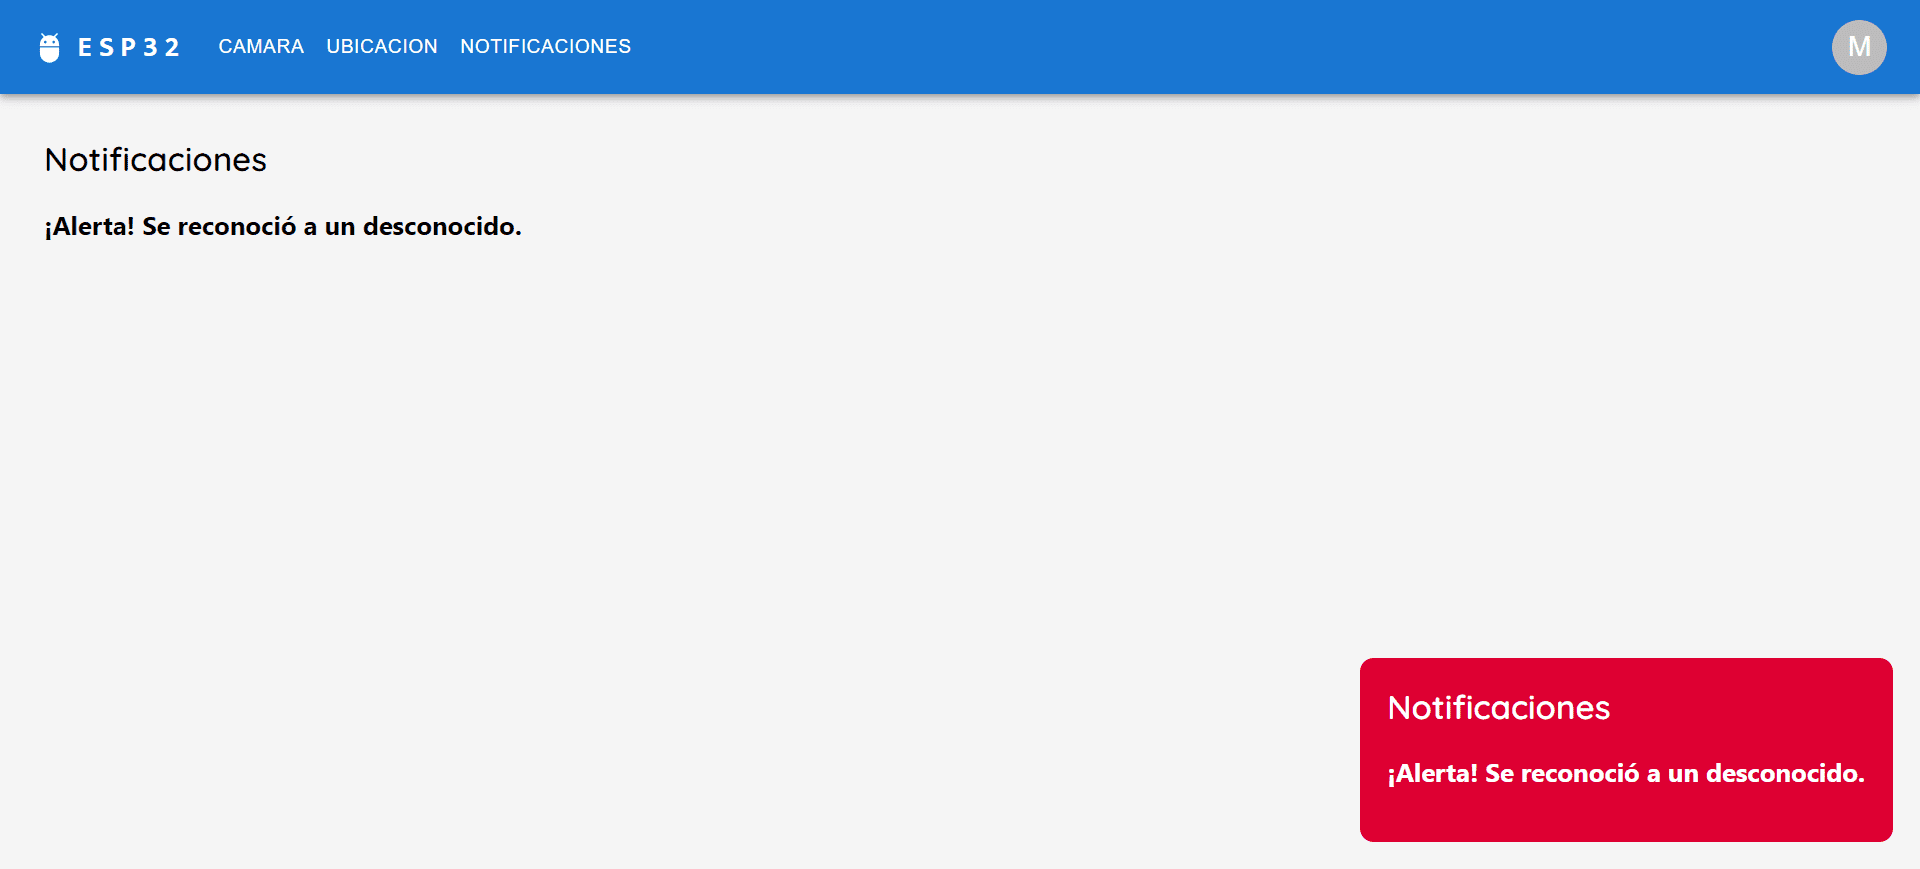 ESP32 CAMARA UBICACION NOTIFICACIONES M
Notificaciones
¡Alerta! Se reconoció a un desconocido.
Notificaciones
¡Alerta! Se reconoció a un desconocido.